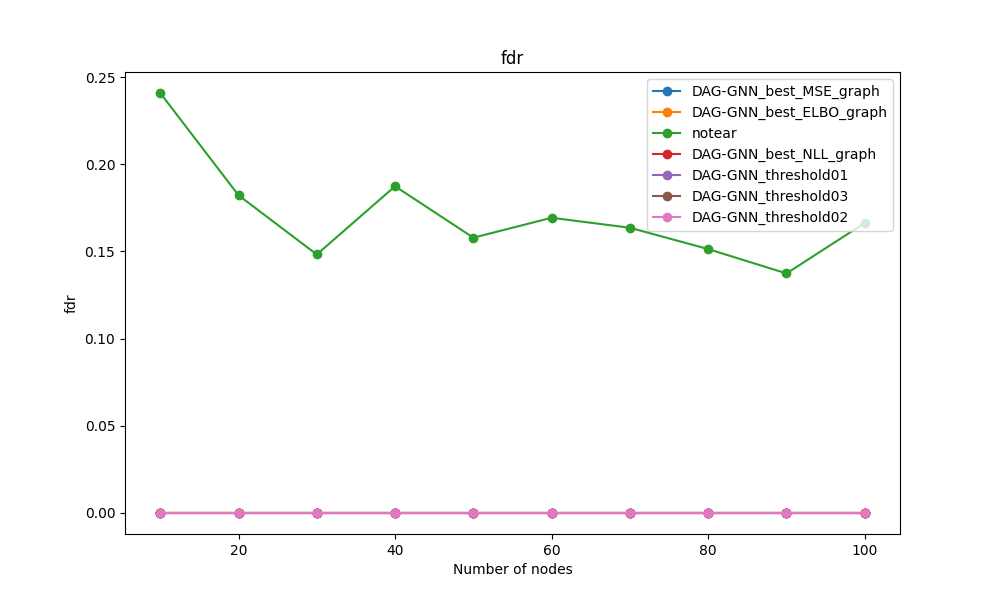 fdr
0.25
0.20
0.15
0.10
0.05
0.00
fdr
20
40
60
80
100
Number of nodes
DAG-GNN_best_MSE_graph
DAG-GNN_best_ELBO_graph
notear
DAG-GNN_best_NLL_graph
DAG-GNN_threshold01
DAG-GNN_threshold03
DAG-GNN_threshold02